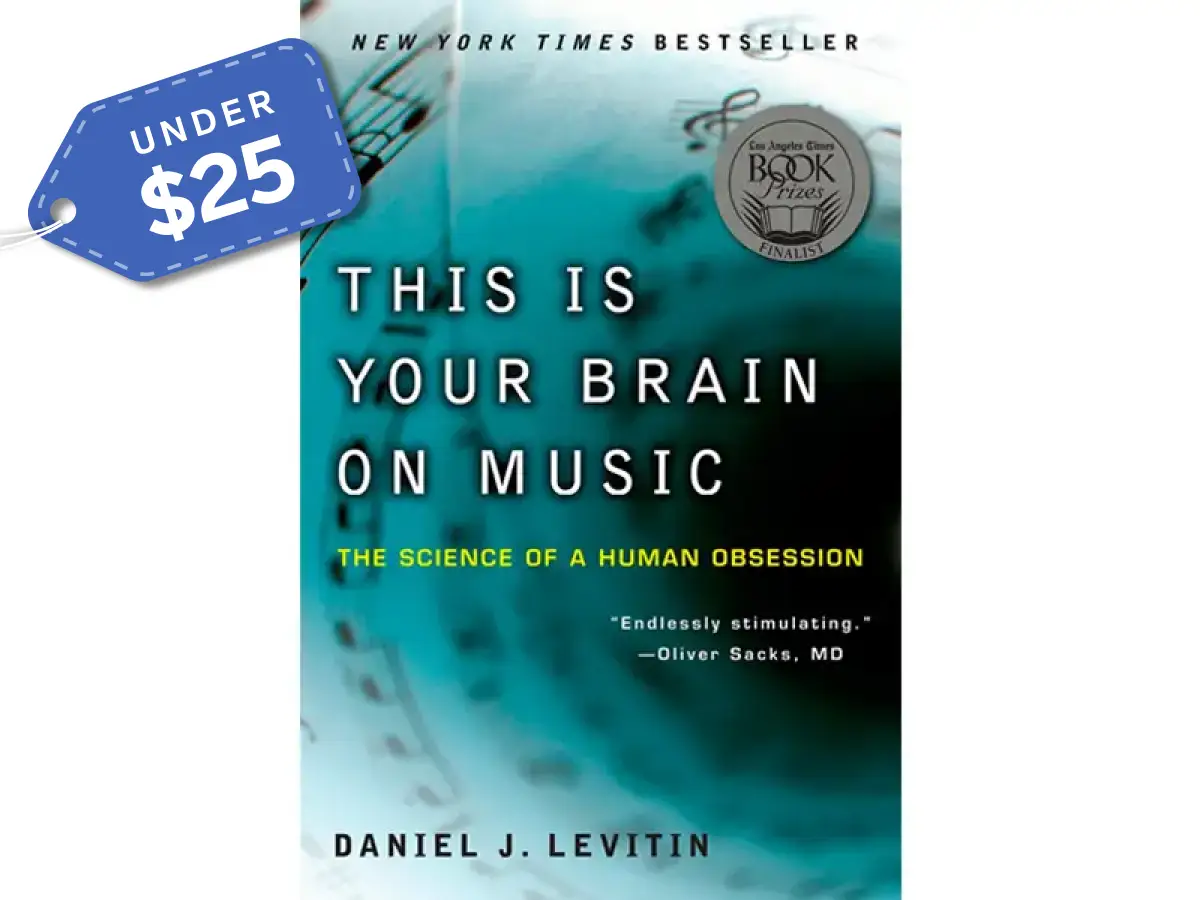 UNDER
$25
NEW YORK TIMES BESTSELLER
Los Angeles Times
BOOK
Prizes
FINALIST
THIS IS
YOUR BRAIN
ON MUSIC
THE SCIENCE OF A HUMAN OBSESSION
"Endlessly stimulating."
—Oliver Sacks, MD
DANIEL J. LEVITIN